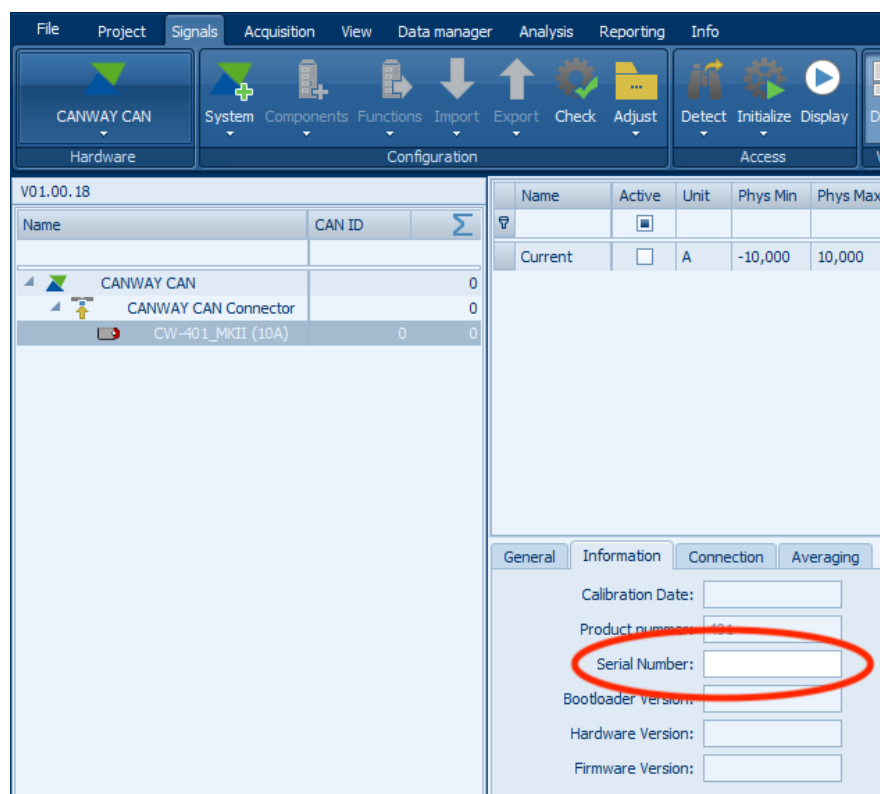 File Project Signals Acquisition View Data manager Analysis Reporting Info
CANWAY CAN System Components Functions Import Export Check Adjust Detect Initialize Display D
Hardware Configuration Access
V01.00.18
Name CAN ID Σ
Name Active Unit Phys Min Phys Max
Current A -10,000 10,000
CANWAY CAN 0
CANWAY CAN Connector 0
CW-401_MKII (10A) 0 0
General Information Connection Averaging
Calibration Date:
Product nummer:
Serial Number:
Bootloader Version:
Hardware Version:
Firmware Version: